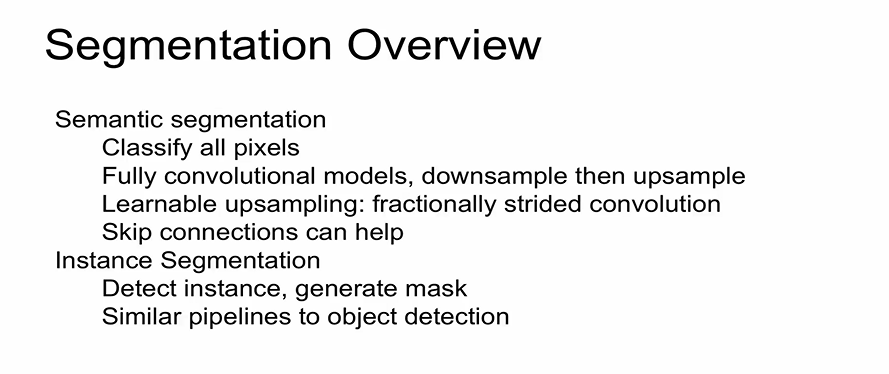 Segmentation Overview
Semantic segmentation
Classify all pixels
Fully convolutional models, downsample then upsample
Learnable upsampling: fractionally strided convolution
Skip connections can help
Instance Segmentation
Detect instance, generate mask
Similar pipelines to object detection